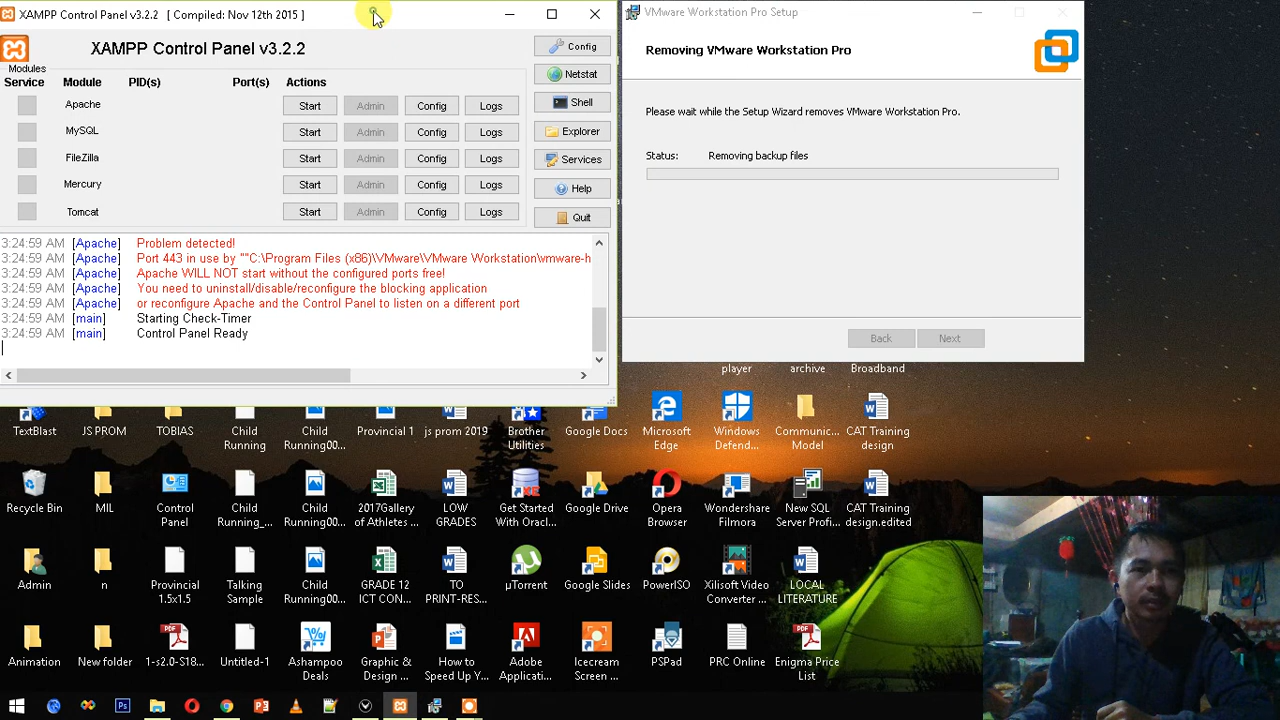 XAMPP Control Panel v3.2.2 [ Compiled: Nov 12th 2015 ]
XAMPP Control Panel v3.2.2
Modules
Service Module PID(s) Port(s) Actions
Apache Start Admin Config Logs
MySQL Start Admin Config Logs
FileZilla Start Admin Config Logs
Mercury Start Admin Config Logs
Tomcat Start Admin Config Logs
Config
Netstat
Shell
Explorer
Services
Help
Quit
3:24:59 AM [Apache] Problem detected!
3:24:59 AM [Apache] Port 443 in use by ""C:\Program Files (x86)\VMware\VMware Workstation\vmware-h
3:24:59 AM [Apache] Apache WILL NOT start without the configured ports free!
3:24:59 AM [Apache] You need to uninstall/disable/reconfigure the blocking application
3:24:59 AM [Apache] or reconfigure Apache and the Control Panel to listen on a different port
3:24:59 AM [main] Starting Check-Timer
3:24:59 AM [main] Control Panel Ready
VMware Workstation Pro Setup
Removing VMware Workstation Pro
Please wait while the Setup Wizard removes VMware Workstation Pro.
Status: Removing backup files
Back Next
player
archive
Broadband
TextBlast
JS PROM
TOBIAS
Child
Running
Child
Running00...
Provincial 1
js prom 2019
Brother
Utilities
Google Docs
Microsoft
Edge
Windows
Defend...
Communic...
Model
CAT Training
design
Recycle Bin
MIL
Control
Panel
Child
Running_...
Child
Running00...
2017Gallery
of Athletes ...
LOW
GRADES
Get Started
With Oracl...
Google Drive
Opera
Browser
Wondershare
Filmora
New SQL
Server Profi...
CAT Training
design.edited
Admin
n
Provincial
1.5x1.5
Talking
Sample
Child
Running00...
GRADE 12
ICT CON...
TO
PRINT-RES...
µTorrent
Google Slides
PowerISO
Xilisoft Video
Converter ...
LOCAL
LITERATURE
Animation
New folder
1-s2.0-S18...
Untitled-1
Ashampoo
Deals
Graphic &
Design ...
How to
Speed Up Y...
Adobe
Applicati...
Icecream
Screen ...
PSPad
PRC Online
Enigma Price
List